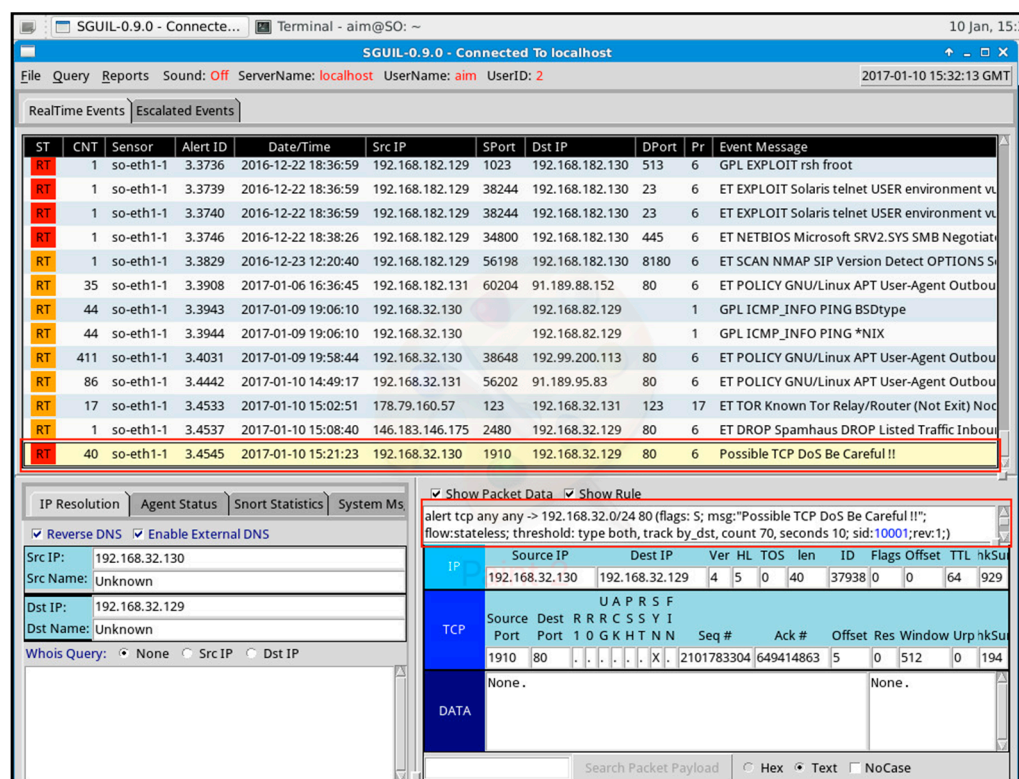 SGUIL-0.9.0 - Connecte... Terminal - aim@SO: ~ 10 Jan, 15:
SGUIL-0.9.0 - Connected To localhost
File Query Reports Sound: Off ServerName: localhost UserName: aim UserID: 2 2017-01-10 15:32:13 GMT
RealTime Events Escalated Events
ST CNT Sensor Alert ID Date/Time Src IP SPort Dst IP DPort Pr Event Message
RT 1 so-eth1-1 3.3736 2016-12-22 18:36:59 192.168.182.129 1023 192.168.182.130 513 6 GPL EXPLOIT rsh froot
RT 1 so-eth1-1 3.3739 2016-12-22 18:36:59 192.168.182.129 38244 192.168.182.130 23 6 ET EXPLOIT Solaris telnet USER environment vu
RT 1 so-eth1-1 3.3740 2016-12-22 18:36:59 192.168.182.129 38244 192.168.182.130 23 6 ET EXPLOIT Solaris telnet USER environment vu
RT 1 so-eth1-1 3.3746 2016-12-22 18:38:26 192.168.182.129 34800 192.168.182.130 445 6 ET NETBIOS Microsoft SRV2.SYS SMB Negotiat
RT 1 so-eth1-1 3.3829 2016-12-23 12:20:40 192.168.182.129 56198 192.168.182.130 8180 6 ET SCAN NMAP SIP Version Detect OPTIONS S
RT 35 so-eth1-1 3.3908 2017-01-06 16:36:45 192.168.182.131 60204 91.189.88.152 80 6 ET POLICY GNU/Linux APT User-Agent Outbou
RT 44 so-eth1-1 3.3943 2017-01-09 19:06:10 192.168.32.130 192.168.82.129 1 GPL ICMP_INFO PING BSDtype
RT 44 so-eth1-1 3.3944 2017-01-09 19:06:10 192.168.32.130 192.168.82.129 1 GPL ICMP_INFO PING *NIX
RT 411 so-eth1-1 3.4031 2017-01-09 19:58:44 192.168.32.130 38648 192.99.200.113 80 6 ET POLICY GNU/Linux APT User-Agent Outbou
RT 86 so-eth1-1 3.4442 2017-01-10 14:49:17 192.168.32.131 56202 91.189.95.83 80 6 ET POLICY GNU/Linux APT User-Agent Outbou
RT 17 so-eth1-1 3.4533 2017-01-10 15:02:51 178.79.160.57 123 192.168.32.131 123 17 ET TOR Known Tor Relay/Router (Not Exit) Noc
RT 1 so-eth1-1 3.4537 2017-01-10 15:08:40 146.183.146.175 2480 192.168.32.129 80 6 ET DROP Spamhaus DROP Listed Traffic Inbou
RT 40 so-eth1-1 3.4545 2017-01-10 15:21:23 192.168.32.130 1910 192.168.32.129 80 6 Possible TCP DoS Be Careful !!
IP Resolution Agent Status Snort Statistics System Ms
Reverse DNS Enable External DNS
Src IP: 192.168.32.130
Src Name: Unknown
Dst IP: 192.168.32.129
Dst Name: Unknown
Whois Query: None Src IP Dst IP
Show Packet Data Show Rule
alert tcp any any -> 192.168.32.0/24 80 (flags: S; msg:"Possible TCP DoS Be Careful !!";
flow:stateless; threshold: type both, track by_dst, count 70, seconds 10; sid:10001;rev:1;)
IP
Source IP Dest IP Ver HL TOS len ID Flags Offset TTL hkSu
192.168.32.130 192.168.32.129 4 5 0 40 37938 0 0 64 929
TCP
U A P R S F
Source Dest R R R C S S Y I
Port Port 1 0 G K H T N N Seq # Ack # Offset Res Window Urp hkSu
1910 80 . . . . . . X . 2101783304 649414863 5 0 512 0 194
DATA
None. None.
Search Packet Payload Hex Text NoCase